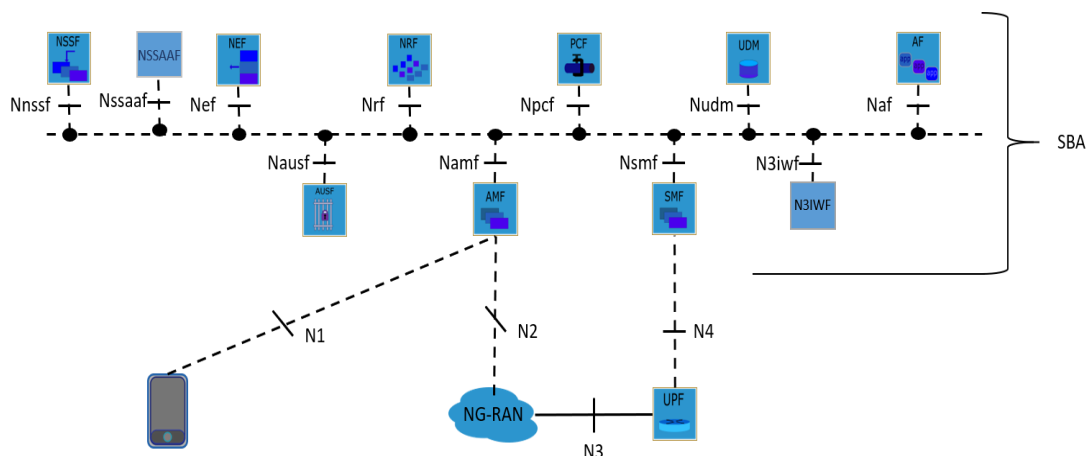 NSSF
NSSAAF
NEF
NRF
PCF
UDM
AF
Nnssf
Nssaaf
Nef
Nrf
Npcf
Nudm
Naf
SBA
Nausf
Namf
Nsmf
N3iwf
AUSF
AMF
SMF
N3IWF
N1
N2
N4
NG-RAN
UPF
N3